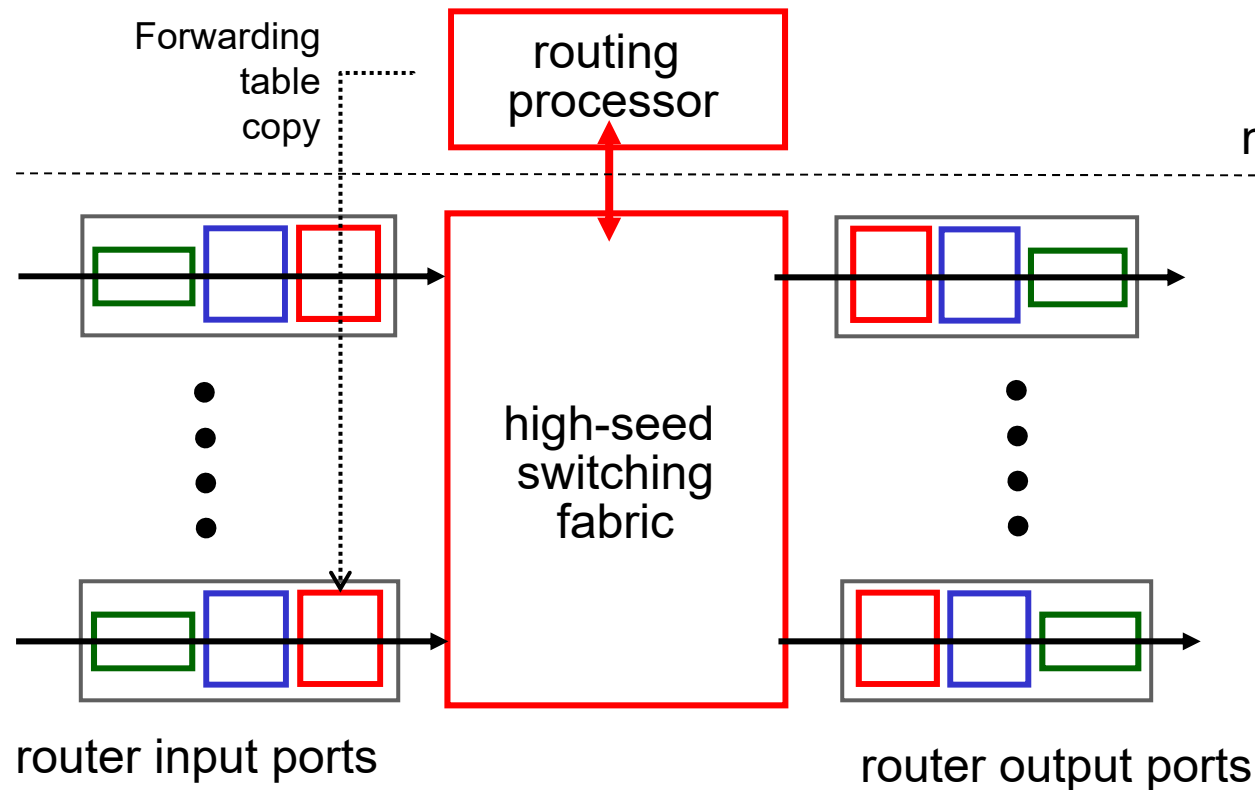 Forwarding
table
copy
routing
processor
high-seed
switching
fabric
router input ports
router output ports